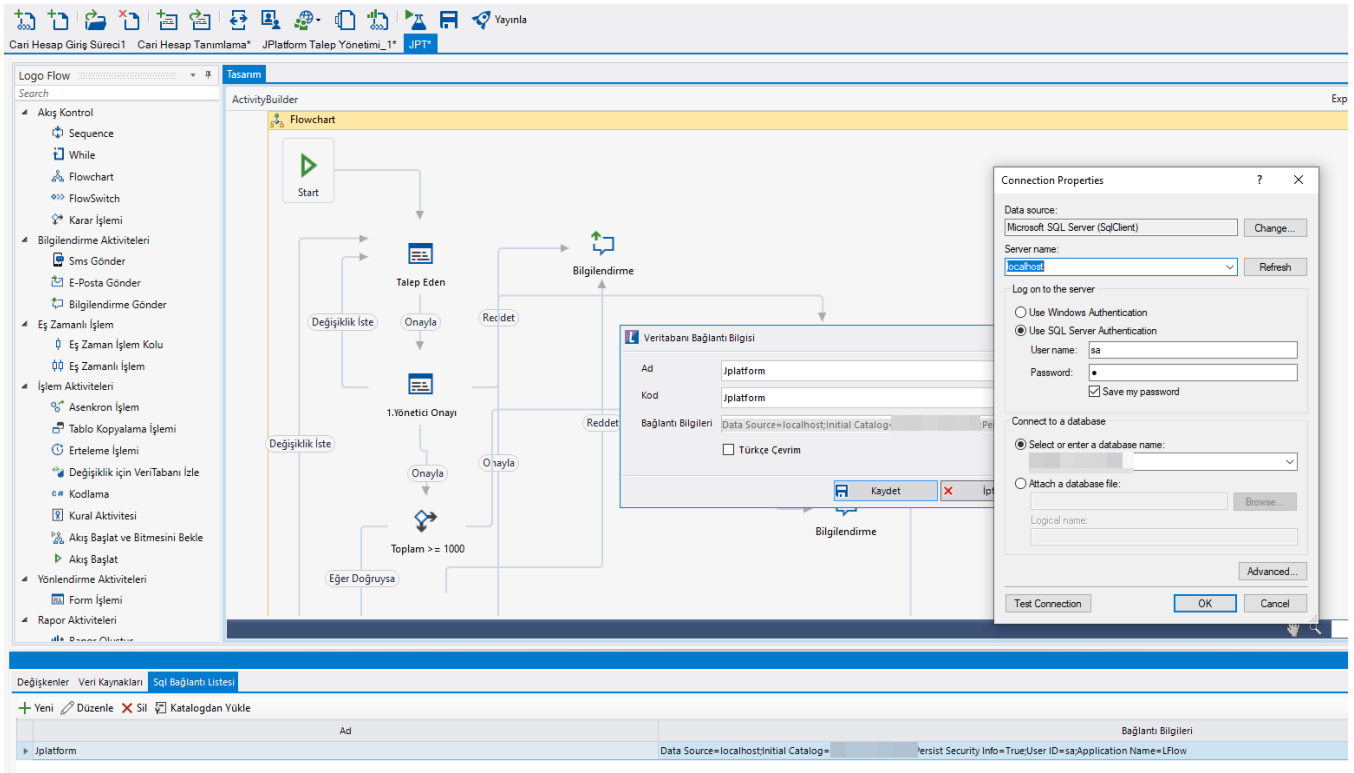 Yayınla
Cari Hesap Giriş Süreci1 Cari Hesap Tanımlama* JPlatform Talep Yönetimi_1* JPT*
Logo Flow
Search
Akış Kontrol
Sequence
While
Flowchart
FlowSwitch
Karar İşlemi
Bilgilendirme Aktiviteleri
Sms Gönder
E-Posta Gönder
Bilgilendirme Gönder
Eş Zamanlı İşlem
Eş Zaman İşlem Kolu
Eş Zamanlı İşlem
İşlem Aktiviteleri
Asenkron İşlem
Tablo Kopyalama İşlemi
Erteleme İşlemi
Değişiklik için VeriTabanı İzle
C# Kodlama
Kural Aktivitesi
Akış Başlat ve Bitmesini Bekle
Akış Başlat
Yönlendirme Aktiviteleri
Form İşlemi
Rapor Aktiviteleri
Rapor Oluştur
Tasarım
ActivityBuilder
Exp
Flowchart
Start
Talep Eden
Bilgilendirme
Değişiklik İste
Onayla
Reddet
1.Yönetici Onayı
Reddet
Değişiklik İste
Onayla
Onayla
Toplam >= 1000
Eğer Doğruysa
Bilgilendirme
Veritabanı Bağlantı Bilgisi
Ad
Jplatform
Kod
Jplatform
Bağlantı Bilgileri
Data Source=localhost;Initial Catalog=
;Pe
Türkçe Çevrim
Kaydet
İpt
Connection Properties
?
Data source:
Microsoft SQL Server (SqlClient)
Change...
Server name:
localhost
Refresh
Log on to the server
Use Windows Authentication
Use SQL Server Authentication
User name: sa
Password:
Save my password
Connect to a database
Select or enter a database name:
Attach a database file:
Browse...
Logical name:
Advanced...
Test Connection
OK
Cancel
Değişkenler Veri Kaynakları Sql Bağlantı Listesi
Yeni Düzenle Sil Katalogdan Yükle
Ad Bağlantı Bilgileri
Jplatform Data Source=localhost;Initial Catalog= Persist Security Info=True;User ID=sa;Application Name=LFlow